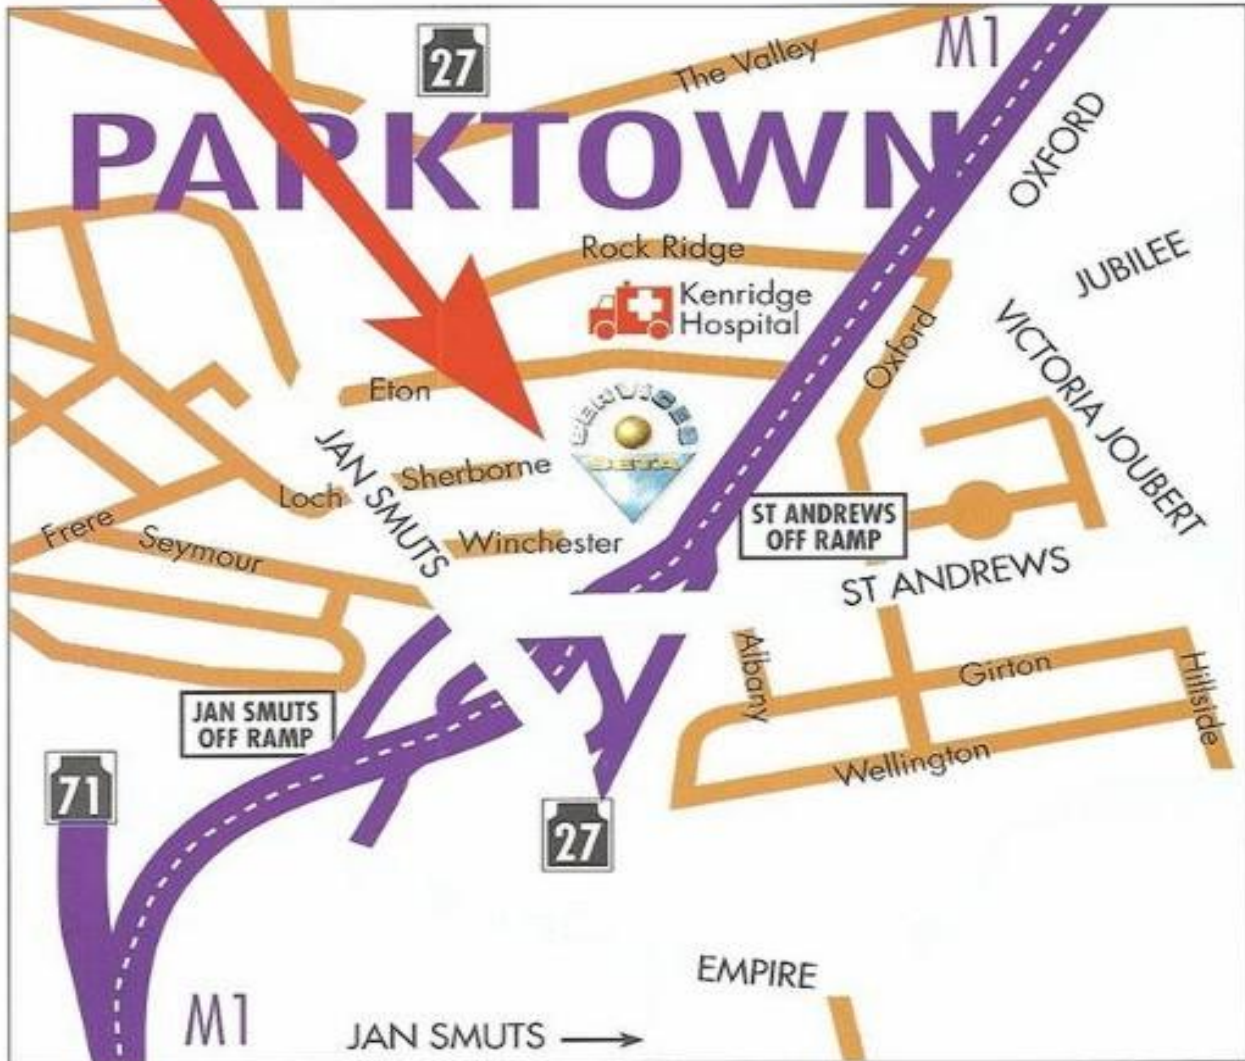 27
The Valley
M1
PARKTOWN
OXFORD
Rock Ridge
JUBILEE
Kenridge
Hospital
VICTORIA JOUBERT
Oxford
Eton
SERVICES
SETA
JAN SMUTS
Sherborne
Loch
Frere
Seymour
Winchester
ST ANDREWS
OFF RAMP
ST ANDREWS
Albany
Girton
Hillside
JAN SMUTS
OFF RAMP
Wellington
71
27
EMPIRE
M1
JAN SMUTS